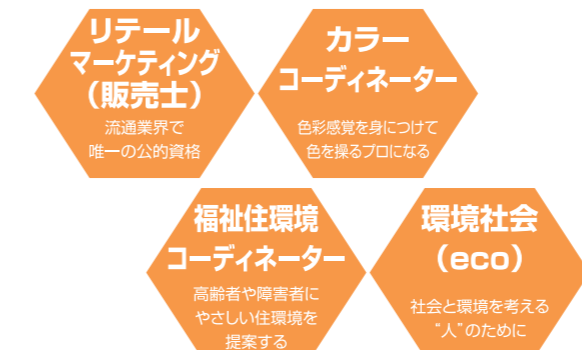 リテール
マーケティング
（販売士）
流通業界で
唯一の公的資格
カラー
コーディネーター
色彩感覚を身につけて
色を操るプロになる
福祉住環境
コーディネーター
高齢者や障害者に
やさしい住環境を
提案する
環境社会
（eco）
社会と環境を考える
“人”のために